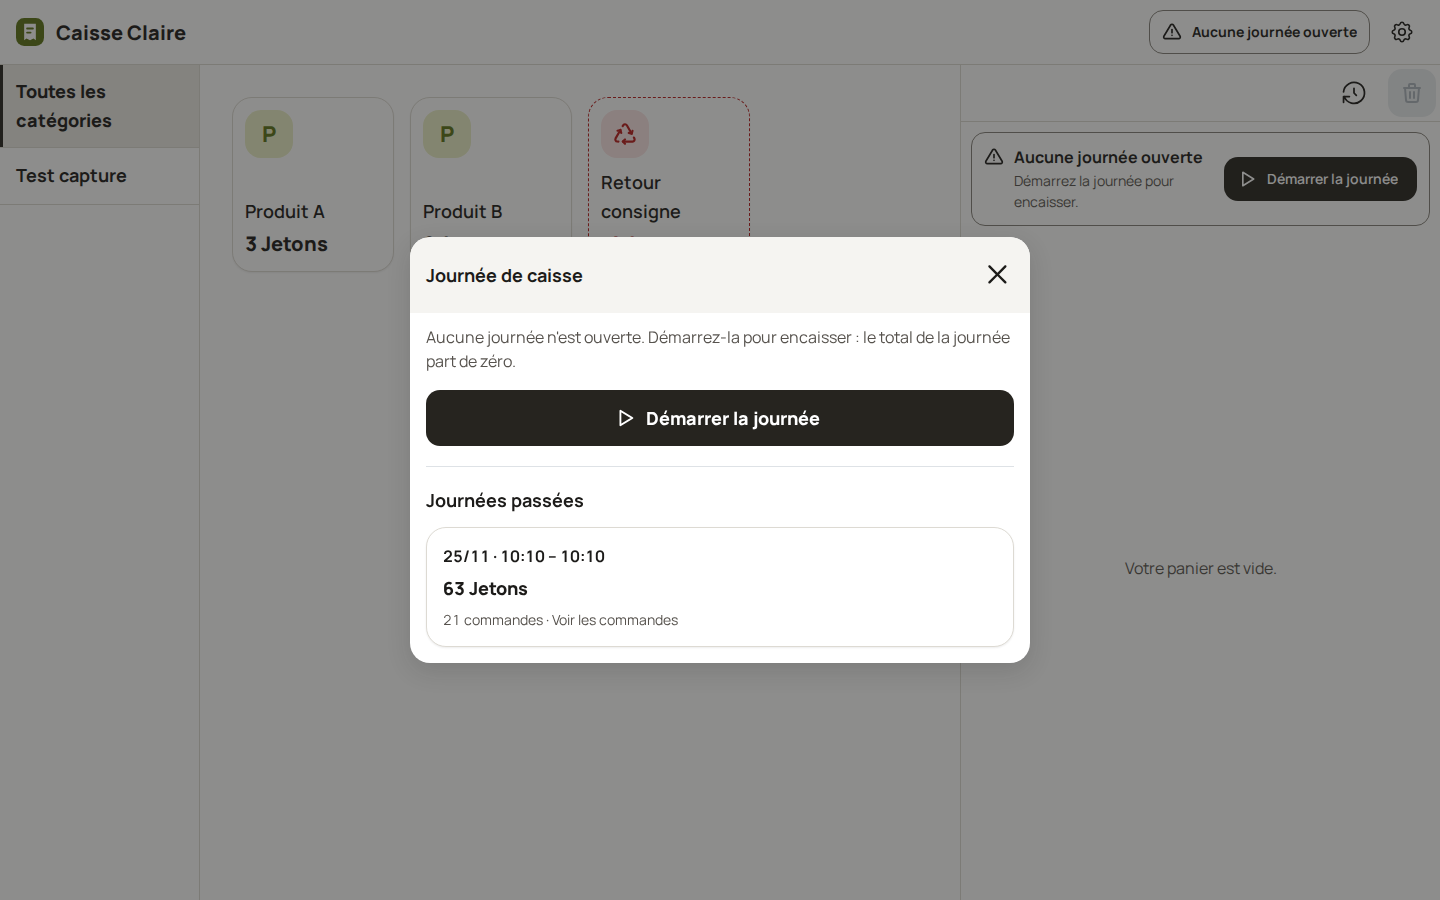 Caisse Claire
Aucune journée ouverte
Toutes les
catégories
Test capture
P
Produit A
3 Jetons
P
Produit B
Retour
consigne
Aucune journée ouverte
Démarrez la journée pour
encaisser.
Démarrer la journée
Votre panier est vide.
Journée de caisse
Aucune journée n'est ouverte. Démarrez-la pour encaisser : le total de la journée
part de zéro.
Démarrer la journée
Journées passées
25/11 · 10:10 – 10:10
63 Jetons
21 commandes · Voir les commandes